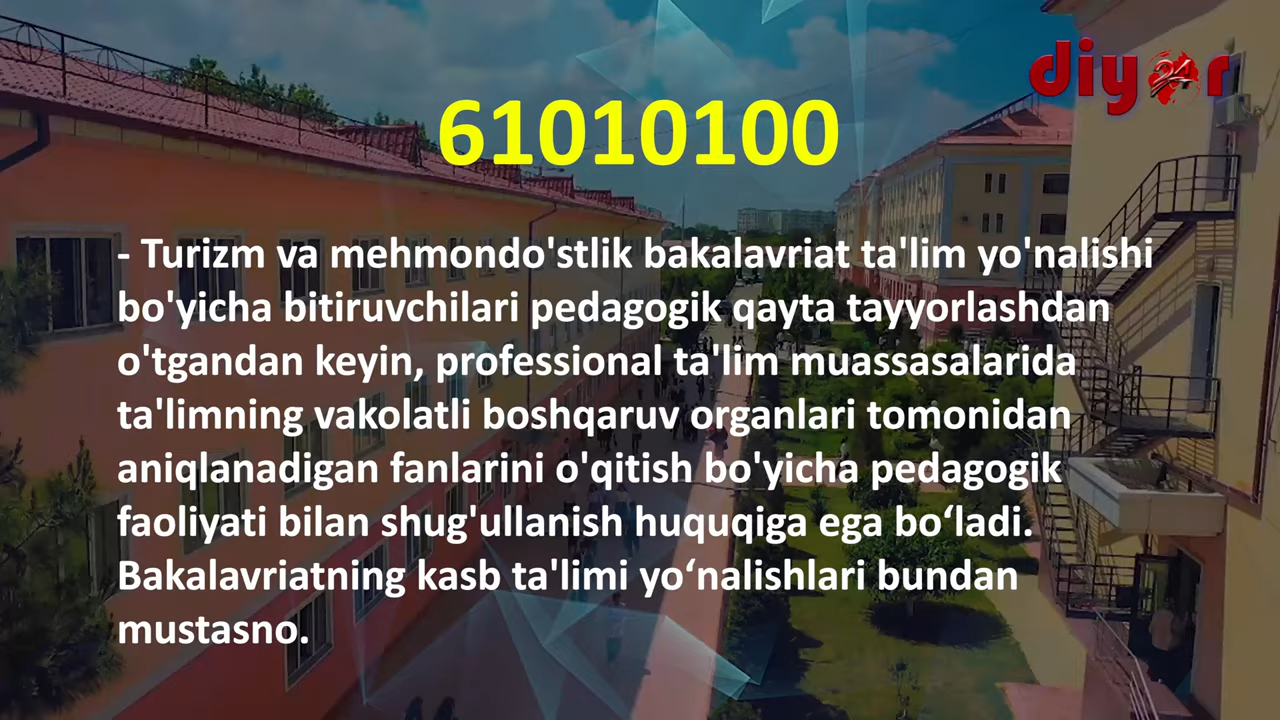 diyor 24
61010100
- Turizm va mehmondo'stlik bakalavriat ta'lim yo'nalishi
bo'yicha bitiruvchilari pedagogik qayta tayyorlashdan
o'tgandan keyin, professional ta'lim muassasalarida
ta'limning vakolatli boshqaruv organlari tomonidan
aniqlanadigan fanlarini o'qitish bo'yicha pedagogik
faoliyati bilan shug'ullanish huquqiga ega bo‘ladi.
Bakalavriatning kasb ta'limi yo‘nalishlari bundan
mustasno.